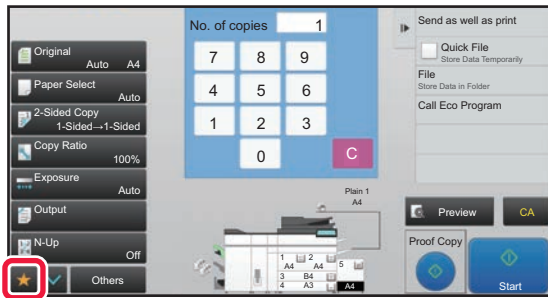 Original
Auto A4
Paper Select
Auto
2-Sided Copy
1-Sided→1-Sided
Copy Ratio
100%
Exposure
Auto
Output
N-Up
Off
Others
No. of copies 1
7 8 9
4 5 6
1 2 3
0 C
Plain 1
A4
1 2 5
A4 A4
3 B4
4 A3 A4
Send as well as print
Quick File
Store Data Temporarily
File
Store Data in Folder
Call Eco Program
Preview CA
Proof Copy
Start